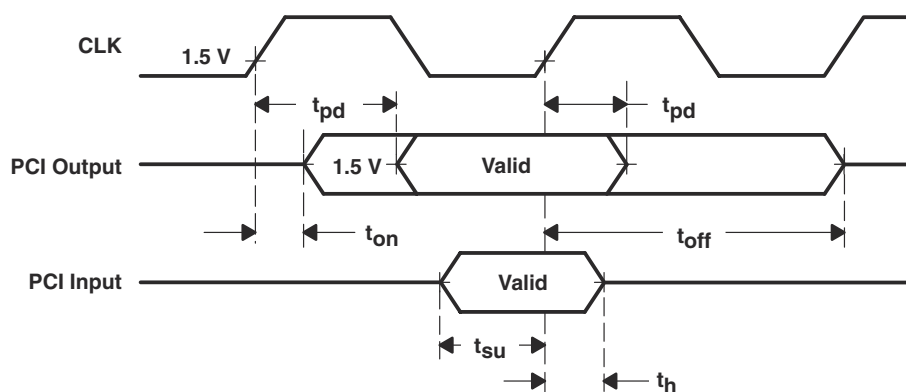 CLK
1.5 V
tpd
tpd
PCI Output
1.5 V
Valid
ton
toff
PCI Input
Valid
tsu
th